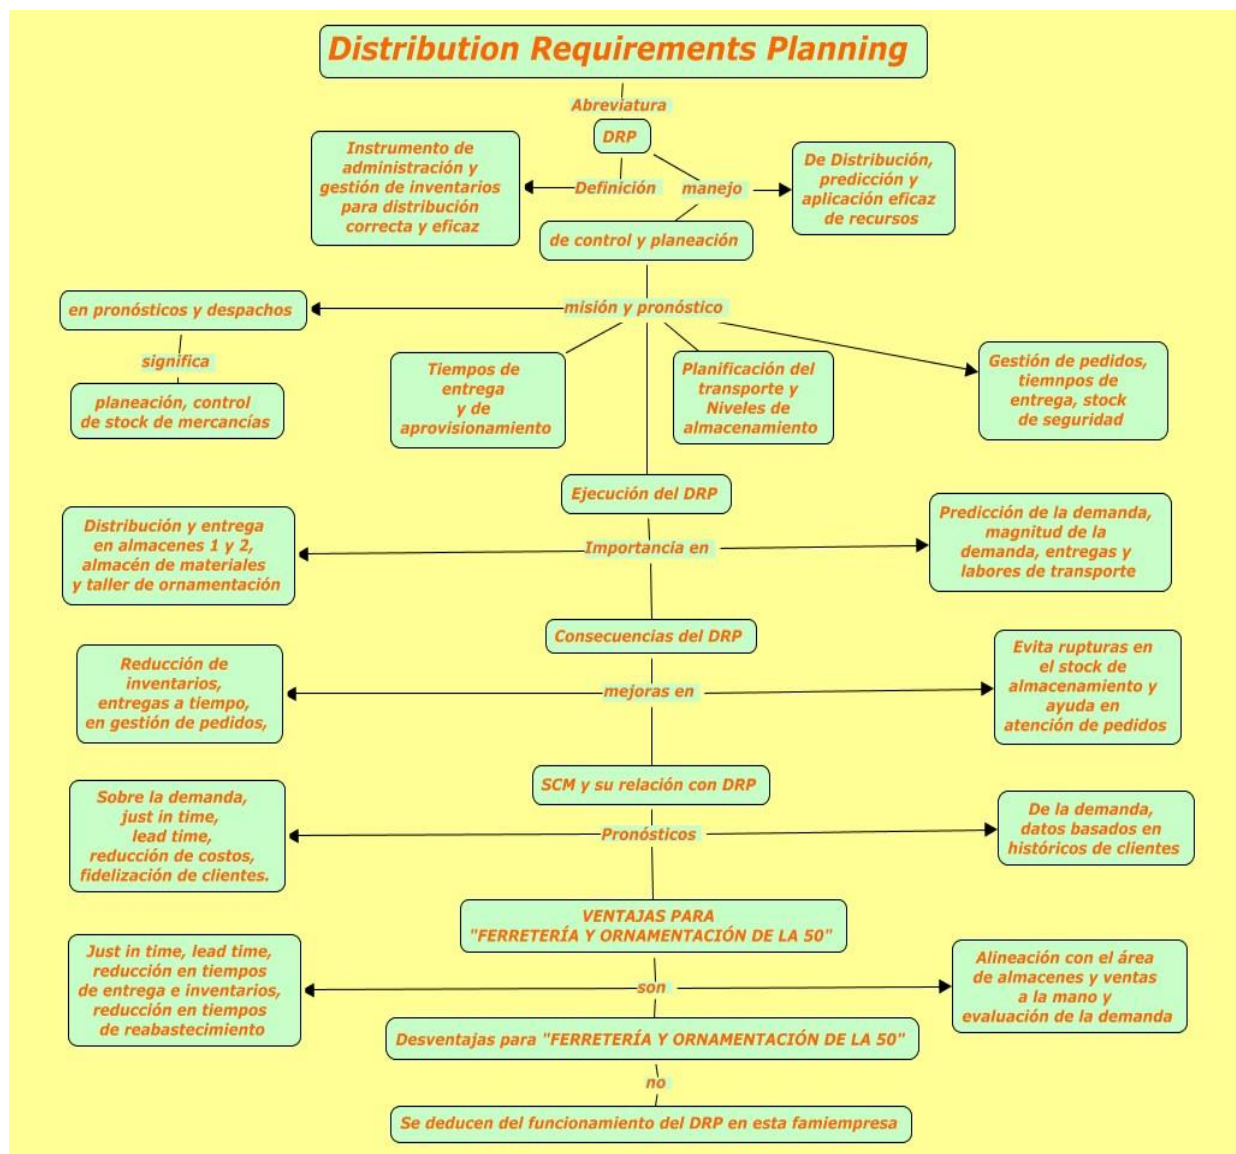 Distribution Requirements Planning
Abreviatura
DRP
Instrumento de
administración y
gestión de inventarios
para distribución
correcta y eficaz
Definición
manejo
De Distribución,
predicción y
aplicación eficaz
de recursos
de control y planeación
misión y pronóstico
en pronósticos y despachos
significa
planeación, control
de stock de mercancías
Tiempos de
entrega
y de
aprovisionamiento
Planificación del
transporte y
Niveles de
almacenamiento
Gestión de pedidos,
tiemnpos de
entrega, stock
de seguridad
Ejecución del DRP
Distribución y entrega
en almacenes 1 y 2,
almacén de materiales
y taller de ornamentación
Importancia en
Predicción de la demanda,
magnitud de la
demanda, entregas y
labores de transporte
Consecuencias del DRP
Reducción de
inventarios,
entregas a tiempo,
en gestión de pedidos,
mejoras en
Evita rupturas en
el stock de
almacenamiento y
ayuda en
atención de pedidos
SCM y su relación con DRP
Sobre la demanda,
just in time,
lead time,
reducción de costos,
fidelización de clientes.
Pronósticos
De la demanda,
datos basados en
históricos de clientes
VENTAJAS PARA
"FERRETERÍA Y ORNAMENTACIÓN DE LA 50"
Just in time, lead time,
reducción en tiempos
de entrega e inventarios,
reducción en tiempos
de reabastecimiento
son
Alineación con el área
de almacenes y ventas
a la mano y
evaluación de la demanda
Desventajas para "FERRETERÍA Y ORNAMENTACIÓN DE LA 50"
no
Se deducen del funcionamiento del DRP en esta famiempresa